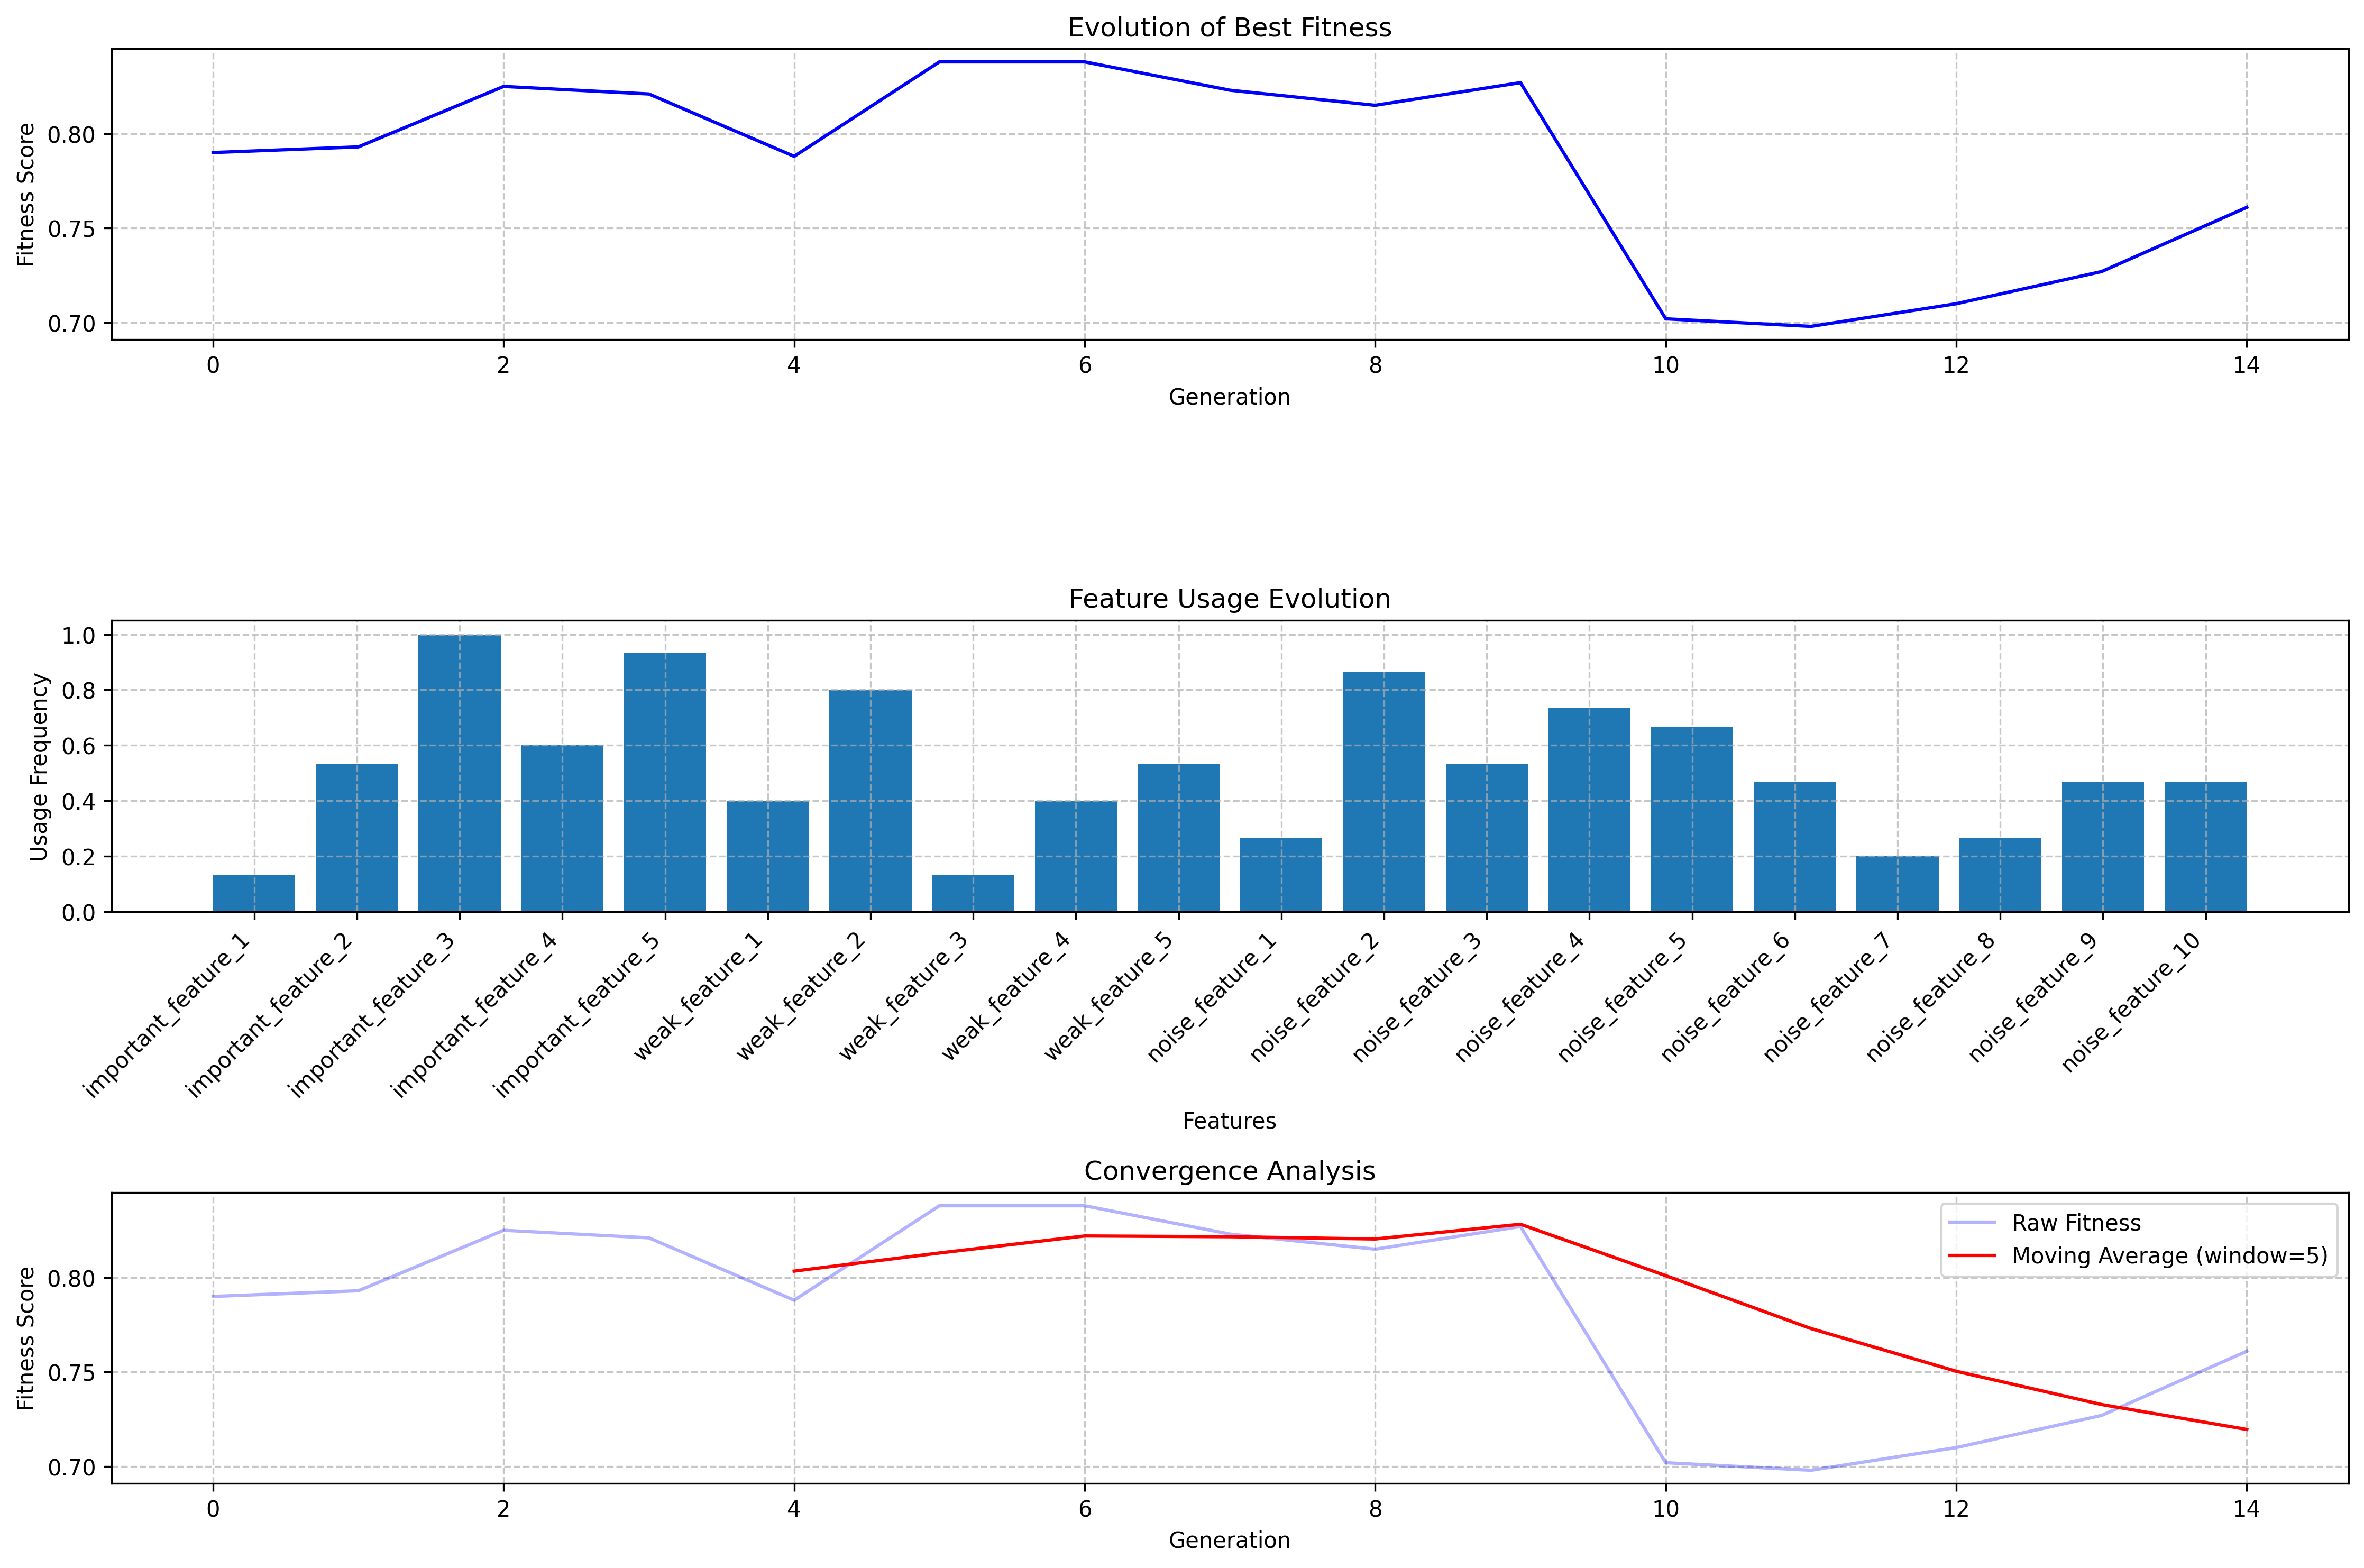 Evolution of Best Fitness
Fitness Score
0.80
0.75
0.70
0 2 4 6 8 10 12 14
Generation
Feature Usage Evolution
Usage Frequency
1.0
0.8
0.6
0.4
0.2
0.0
important_feature_1
important_feature_2
important_feature_3
important_feature_4
important_feature_5
weak_feature_1
weak_feature_2
weak_feature_3
weak_feature_4
weak_feature_5
noise_feature_1
noise_feature_2
noise_feature_3
noise_feature_4
noise_feature_5
noise_feature_6
noise_feature_7
noise_feature_8
noise_feature_9
noise_feature_10
Features
Convergence Analysis
Raw Fitness
Moving Average (window=5)
Fitness Score
0.80
0.75
0.70
0 2 4 6 8 10 12 14
Generation